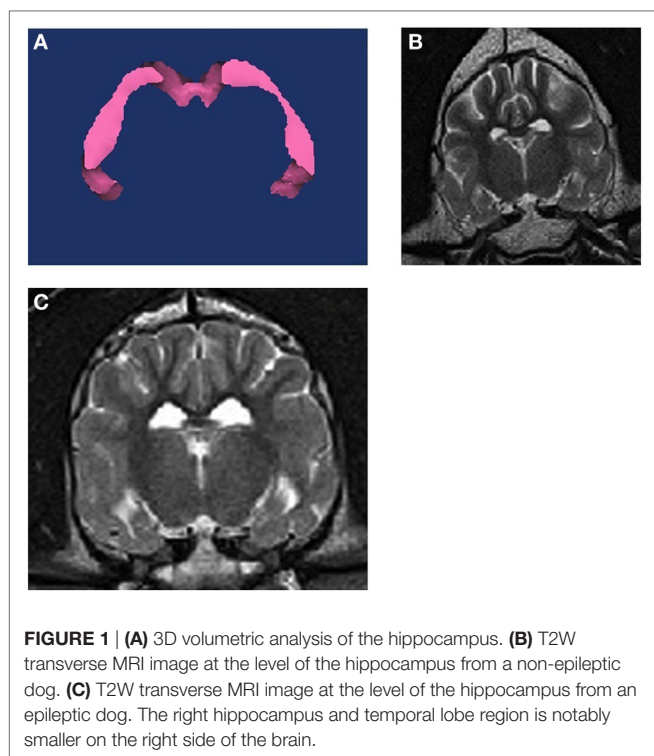 A
B
C
FIGURE 1 | (A) 3D volumetric analysis of the hippocampus. (B) T2W
transverse MRI image at the level of the hippocampus from a non-epileptic
dog. (C) T2W transverse MRI image at the level of the hippocampus from an
epileptic dog. The right hippocampus and temporal lobe region is notably
smaller on the right side of the brain.